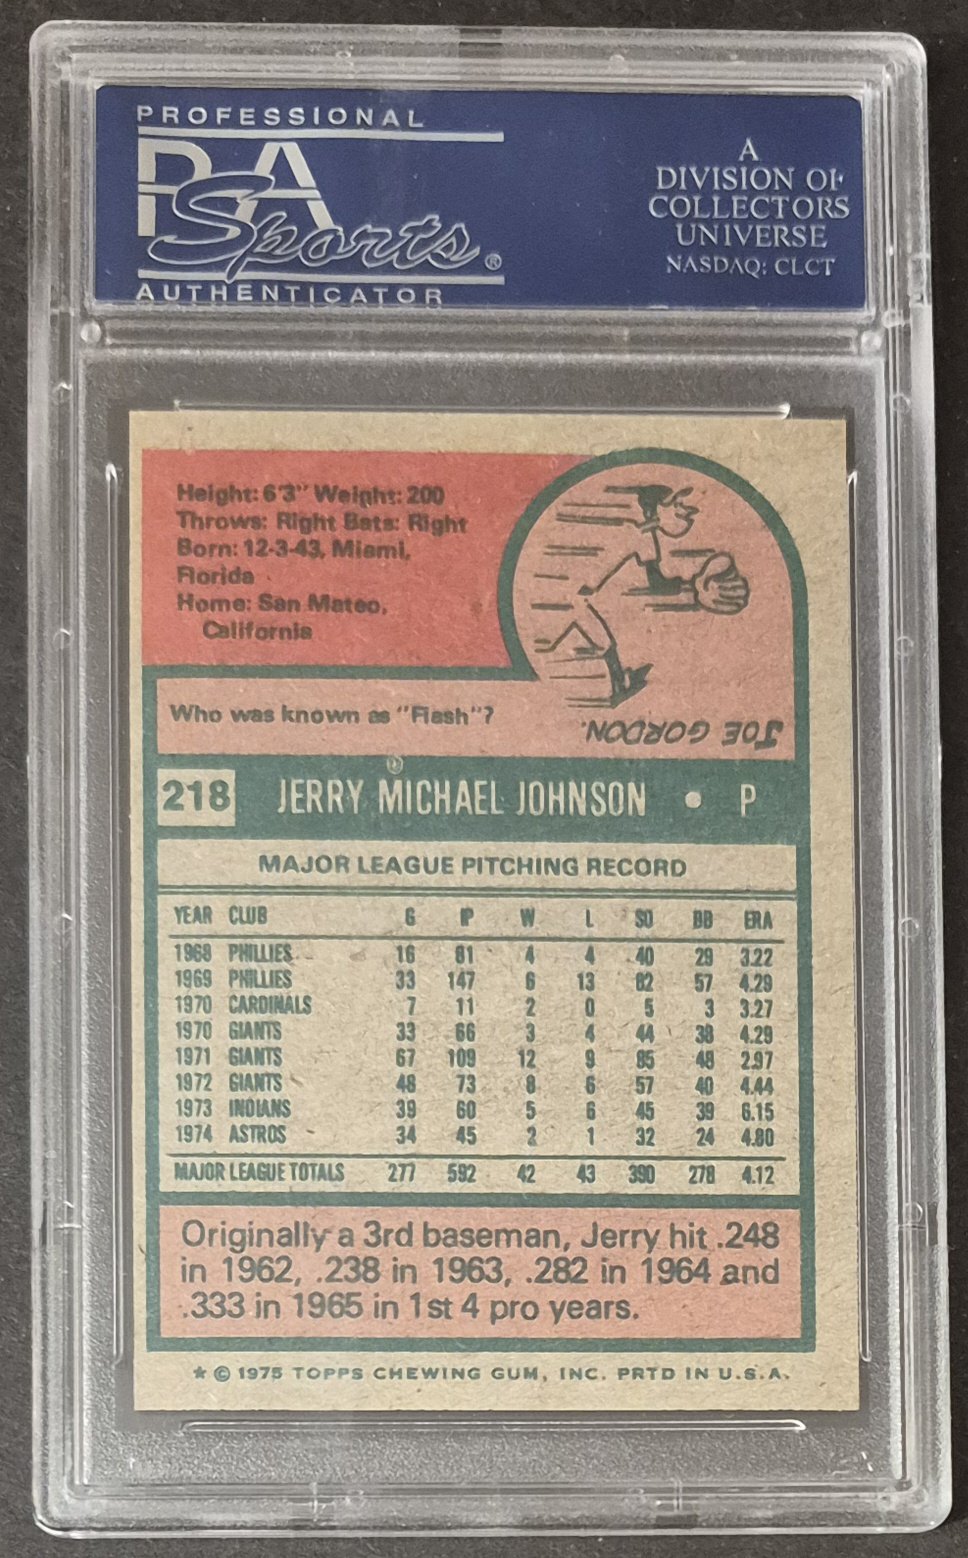 PROFESSIONAL
PSA
Sports®
AUTHENTICATOR
A
DIVISION OF
COLLECTORS
UNIVERSE
NASDAQ: CLCT
Height: 6'3" Weight: 200
Throws: Right Bats: Right
Born: 12-3-43, Miami,
Florida
Home: San Mateo,
California
Who was known as "Flash"?
JOE GORDON.
218 JERRY MICHAEL JOHNSON • P
MAJOR LEAGUE PITCHING RECORD
YEAR CLUB G IP W L SO BB ERA
1968 PHILLIES 16 81 4 4 40 29 3.22
1969 PHILLIES 33 147 6 13 82 57 4.29
1970 CARDINALS 7 11 2 0 5 3 3.27
1970 GIANTS 33 66 3 4 44 38 4.29
1971 GIANTS 67 109 12 9 85 48 2.97
1972 GIANTS 48 73 8 6 57 40 4.44
1973 INDIANS 39 60 5 6 45 39 6.15
1974 ASTROS 34 45 2 1 32 24 4.80
MAJOR LEAGUE TOTALS 277 592 42 43 390 278 4.12
Originally a 3rd baseman, Jerry hit .248
in 1962, .238 in 1963, .282 in 1964 and
.333 in 1965 in 1st 4 pro years.
★ © 1975 TOPPS CHEWING GUM, INC. PRTD IN U.S.A.